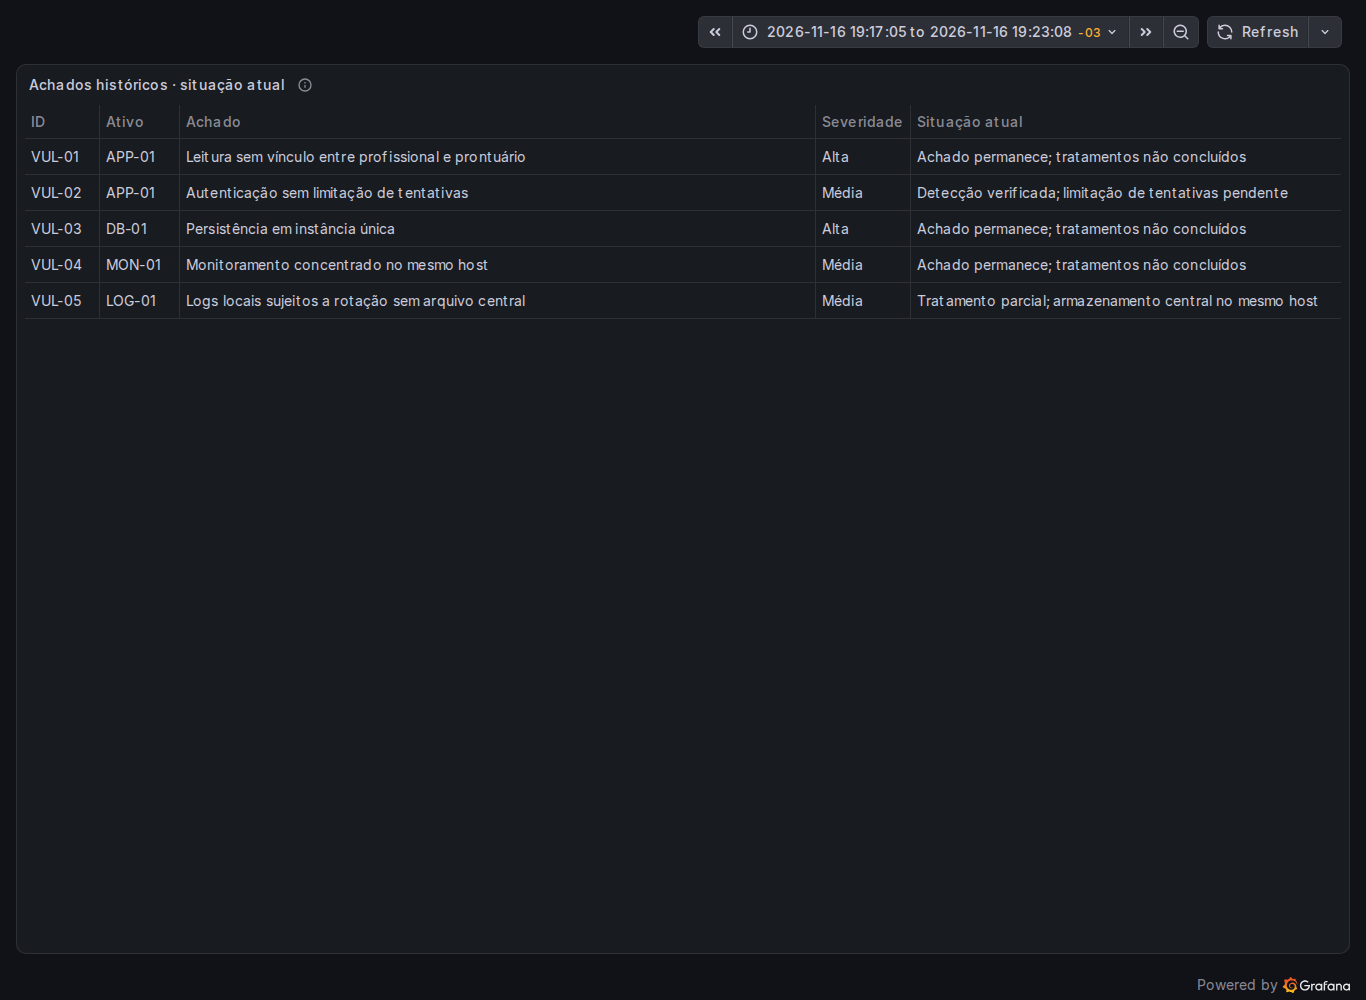 2026-11-16 19:17:05 to 2026-11-16 19:23:08 -03 Refresh
Achados históricos · situação atual
ID Ativo Achado Severidade Situação atual
VUL-01 APP-01 Leitura sem vínculo entre profissional e prontuário Alta Achado permanece; tratamentos não concluídos
VUL-02 APP-01 Autenticação sem limitação de tentativas Média Detecção verificada; limitação de tentativas pendente
VUL-03 DB-01 Persistência em instância única Alta Achado permanece; tratamentos não concluídos
VUL-04 MON-01 Monitoramento concentrado no mesmo host Média Achado permanece; tratamentos não concluídos
VUL-05 LOG-01 Logs locais sujeitos a rotação sem arquivo central Média Tratamento parcial; armazenamento central no mesmo host
Powered by Grafana